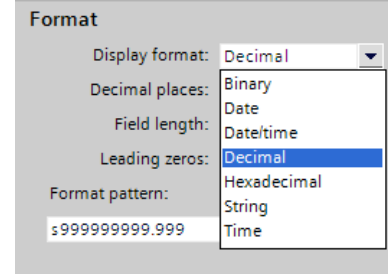 Format
Display format: Decimal
Decimal places: Binary
Date
Field length: Date/time
Leading zeros: Decimal
Hexadecimal
Format pattern: String
s999999999.999 Time